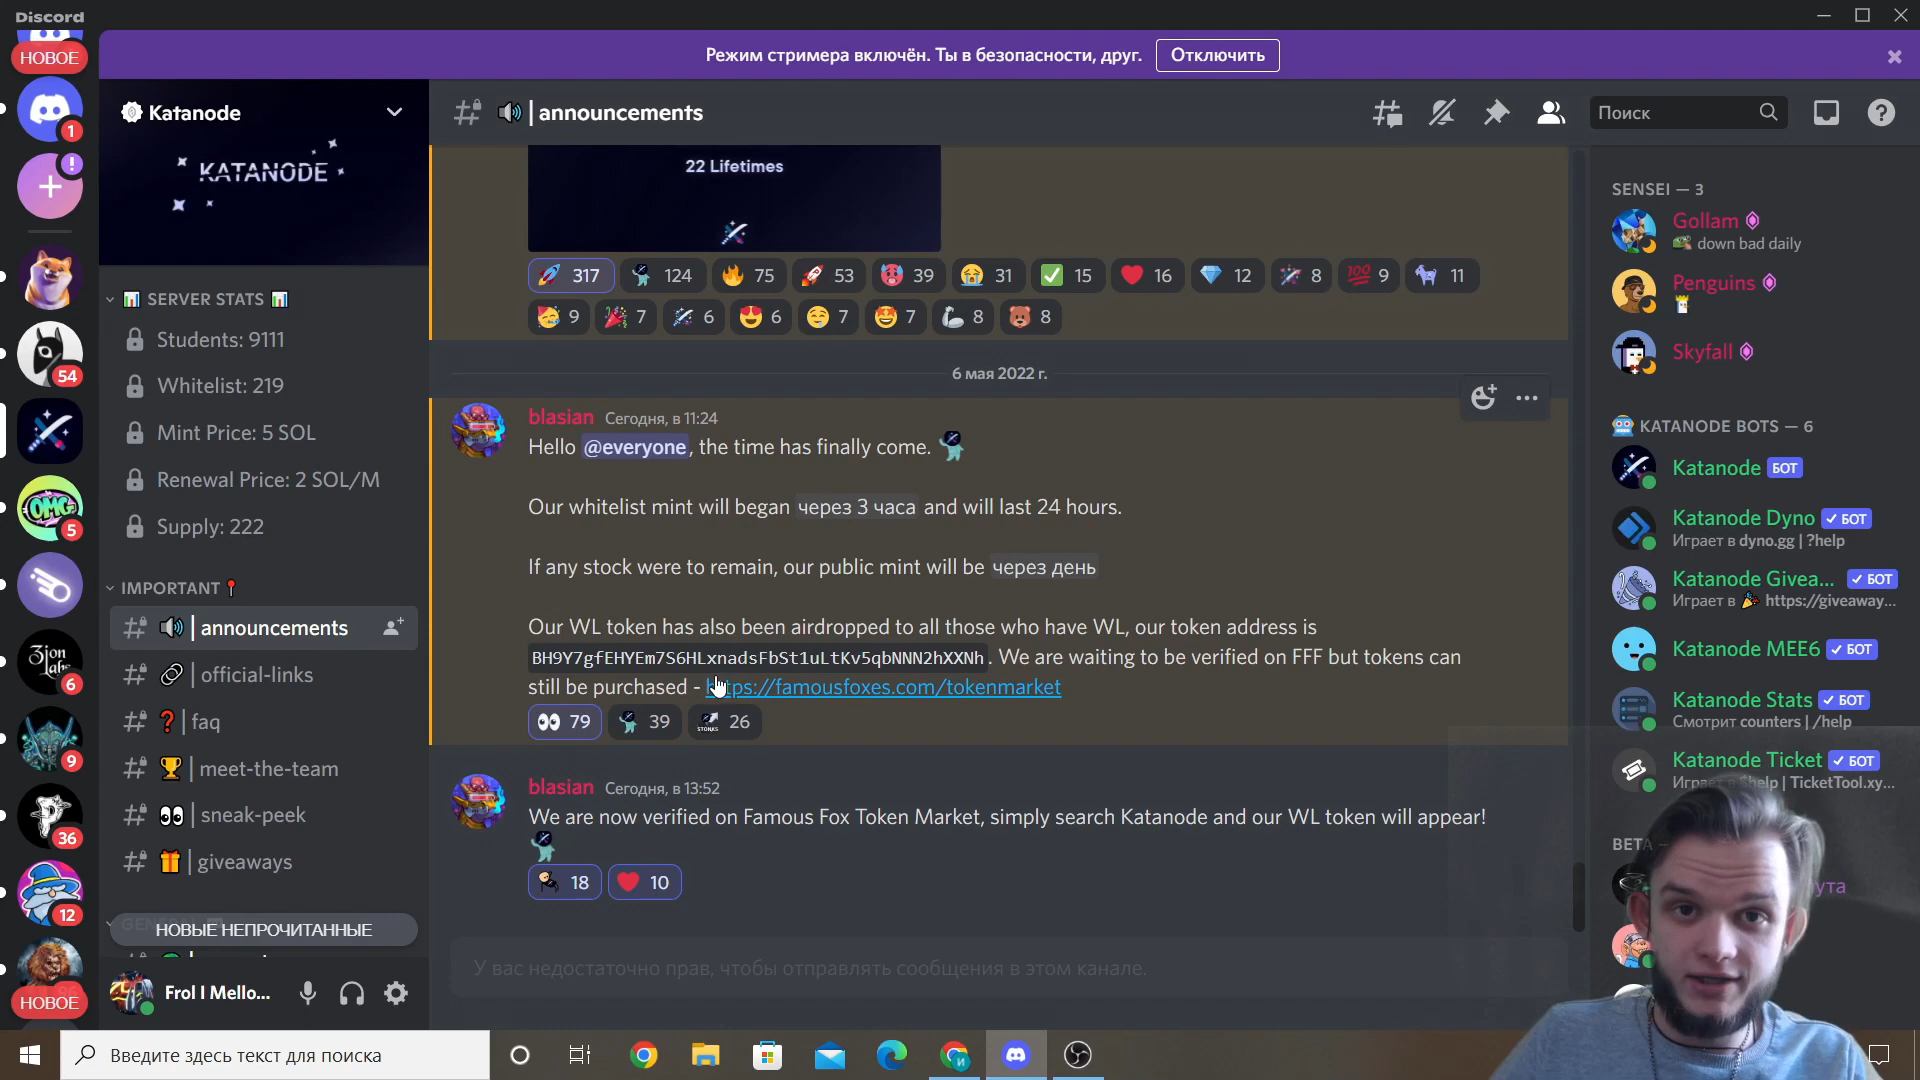 Discord
НОВОЕ
Режим стримера включён. Ты в безопасности, друг. Отключить
Katanode
KATANODE
SERVER STATS
Students: 9111
Whitelist: 219
Mint Price: 5 SOL
Renewal Price: 2 SOL/M
Supply: 222
IMPORTANT
announcements
official-links
faq
meet-the-team
sneak-peek
giveaways
НОВЫЕ НЕПРОЧИТАННЫЕ
Frol I Mello...
1
54
OMG
5
3jon
Labs
6
9
36
12
НОВОЕ
announcements
Поиск
22 Lifetimes
317 124 75 53 39 31 15 16 12 8 9 11
9 7 6 6 7 7 8 8
6 мая 2022 г.
blasian Сегодня, в 11:24
Hello @everyone, the time has finally come.
Our whitelist mint will began через 3 часа and will last 24 hours.
If any stock were to remain, our public mint will be через день
Our WL token has also been airdropped to all those who have WL, our token address is
BH9Y7gfEHYEm7S6HLxnadsFbSt1uLtKv5qbNNN2hXXNh. We are waiting to be verified on FFF but tokens can
still be purchased - https://famousfoxes.com/tokenmarket
79 39 STONKS 26
blasian Сегодня, в 13:52
We are now verified on Famous Fox Token Market, simply search Katanode and our WL token will appear!
18 10
У вас недостаточно прав, чтобы отправлять сообщения в этом канале.
SENSEI — 3
Gollam
down bad daily
Penguins
Skyfall
KATANODE BOTS — 6
Katanode БОТ
Katanode Dyno БОТ
Играет в dyno.gg | ?help
Katanode Givea... БОТ
Играет в https://giveaway...
Katanode MEE6 БОТ
Katanode Stats БОТ
Смотрит counters | /help
Katanode Ticket БОТ
Играет в $help | TicketTool.xy...
BETA
Введите здесь текст для поиска